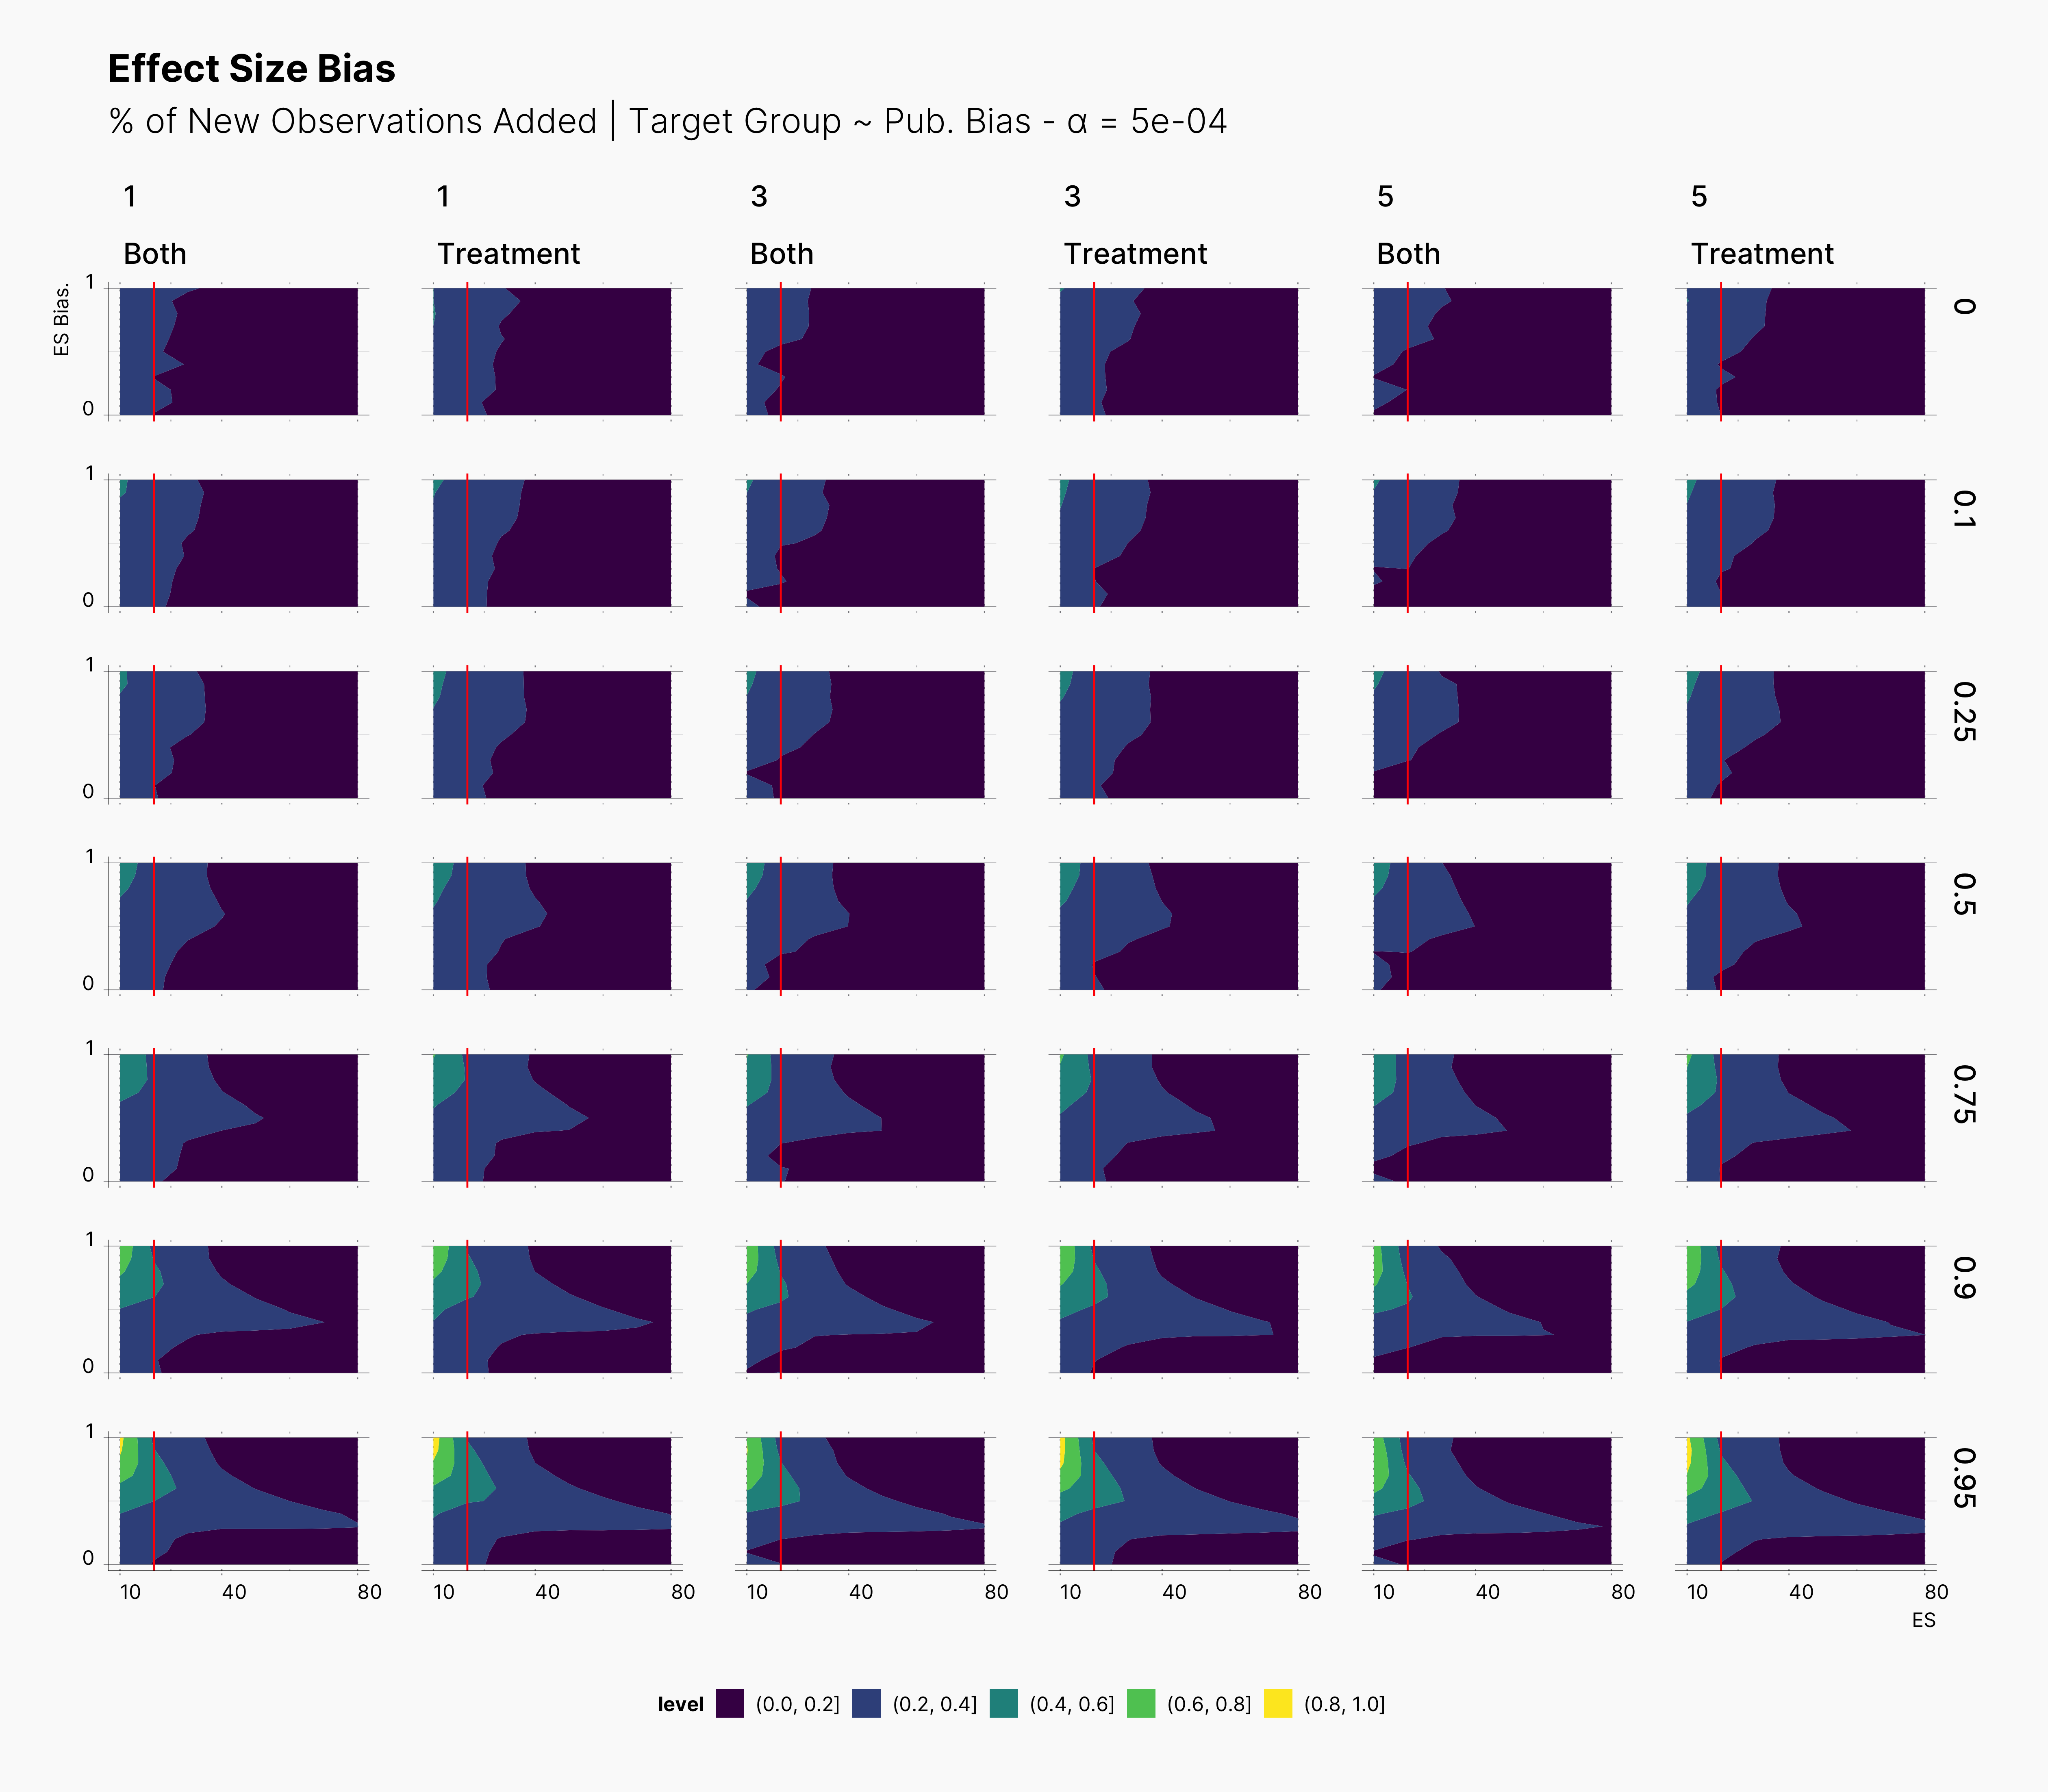 Effect Size Bias
% of New Observations Added | Target Group ~ Pub. Bias - α = 5e-04
1 1 3 3 5 5
Both Treatment Both Treatment Both Treatment
ES Bias.
1
0
0
1
0
0.1
1
0
0.25
1
0
0.5
1
0
0.75
1
0
0.9
1
0
0.95
10 40 80 10 40 80 10 40 80 10 40 80 10 40 80 10 40 80
ES
level (0.0, 0.2] (0.2, 0.4] (0.4, 0.6] (0.6, 0.8] (0.8, 1.0]